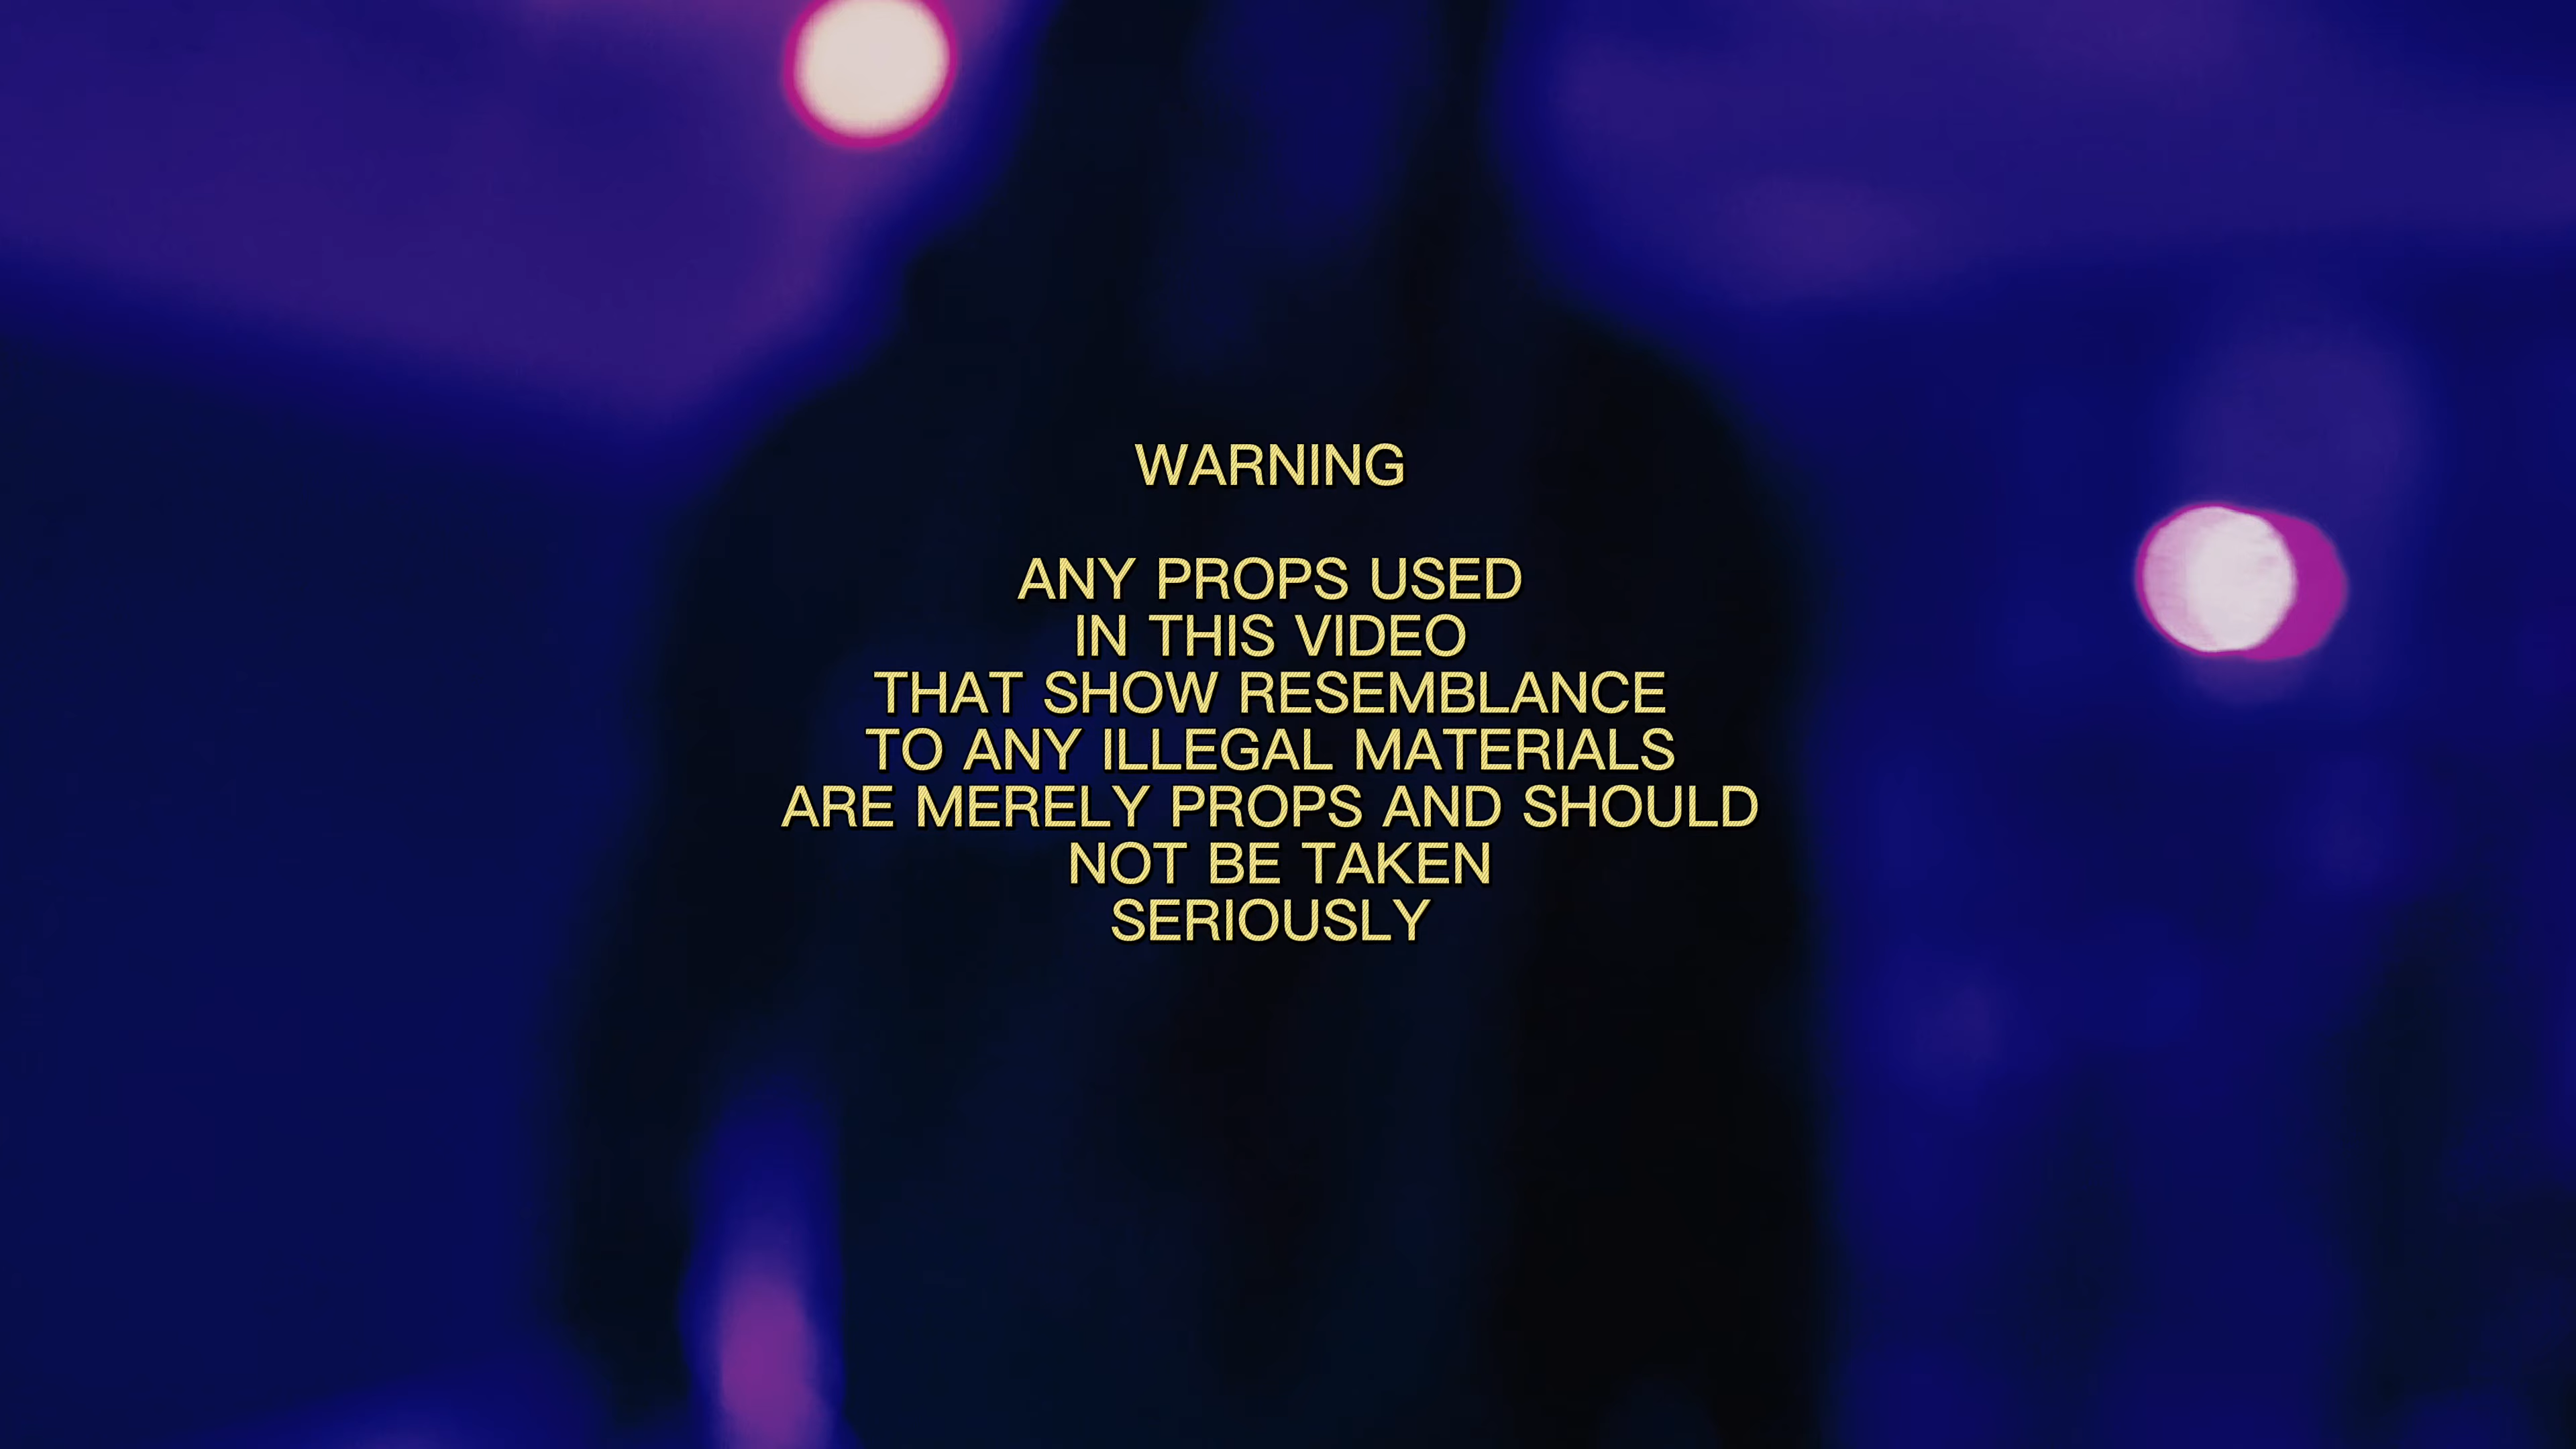 WARNING
ANY PROPS USED
IN THIS VIDEO
THAT SHOW RESEMBLANCE
TO ANY ILLEGAL MATERIALS
ARE MERELY PROPS AND SHOULD
NOT BE TAKEN
SERIOUSLY